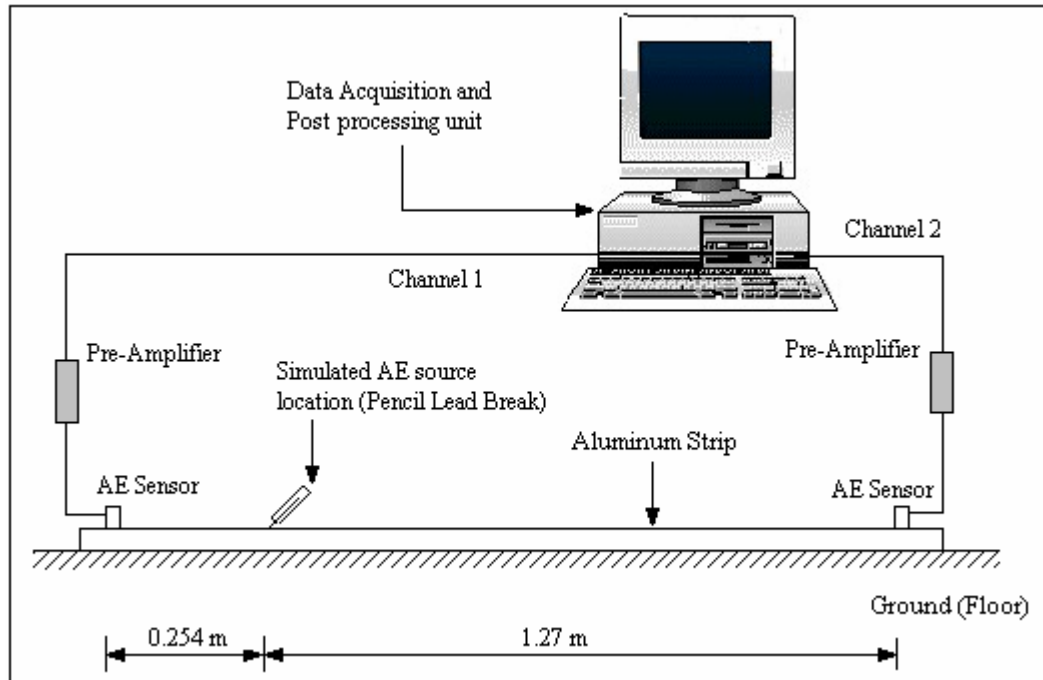 Data Acquisition and
Post processing unit
Channel 2
Channel 1
Pre-Amplifier
Pre-Amplifier
Simulated AE source
location (Pencil Lead Break)
Aluminum Strip
AE Sensor
AE Sensor
Ground (Floor)
0.254 m
1.27 m